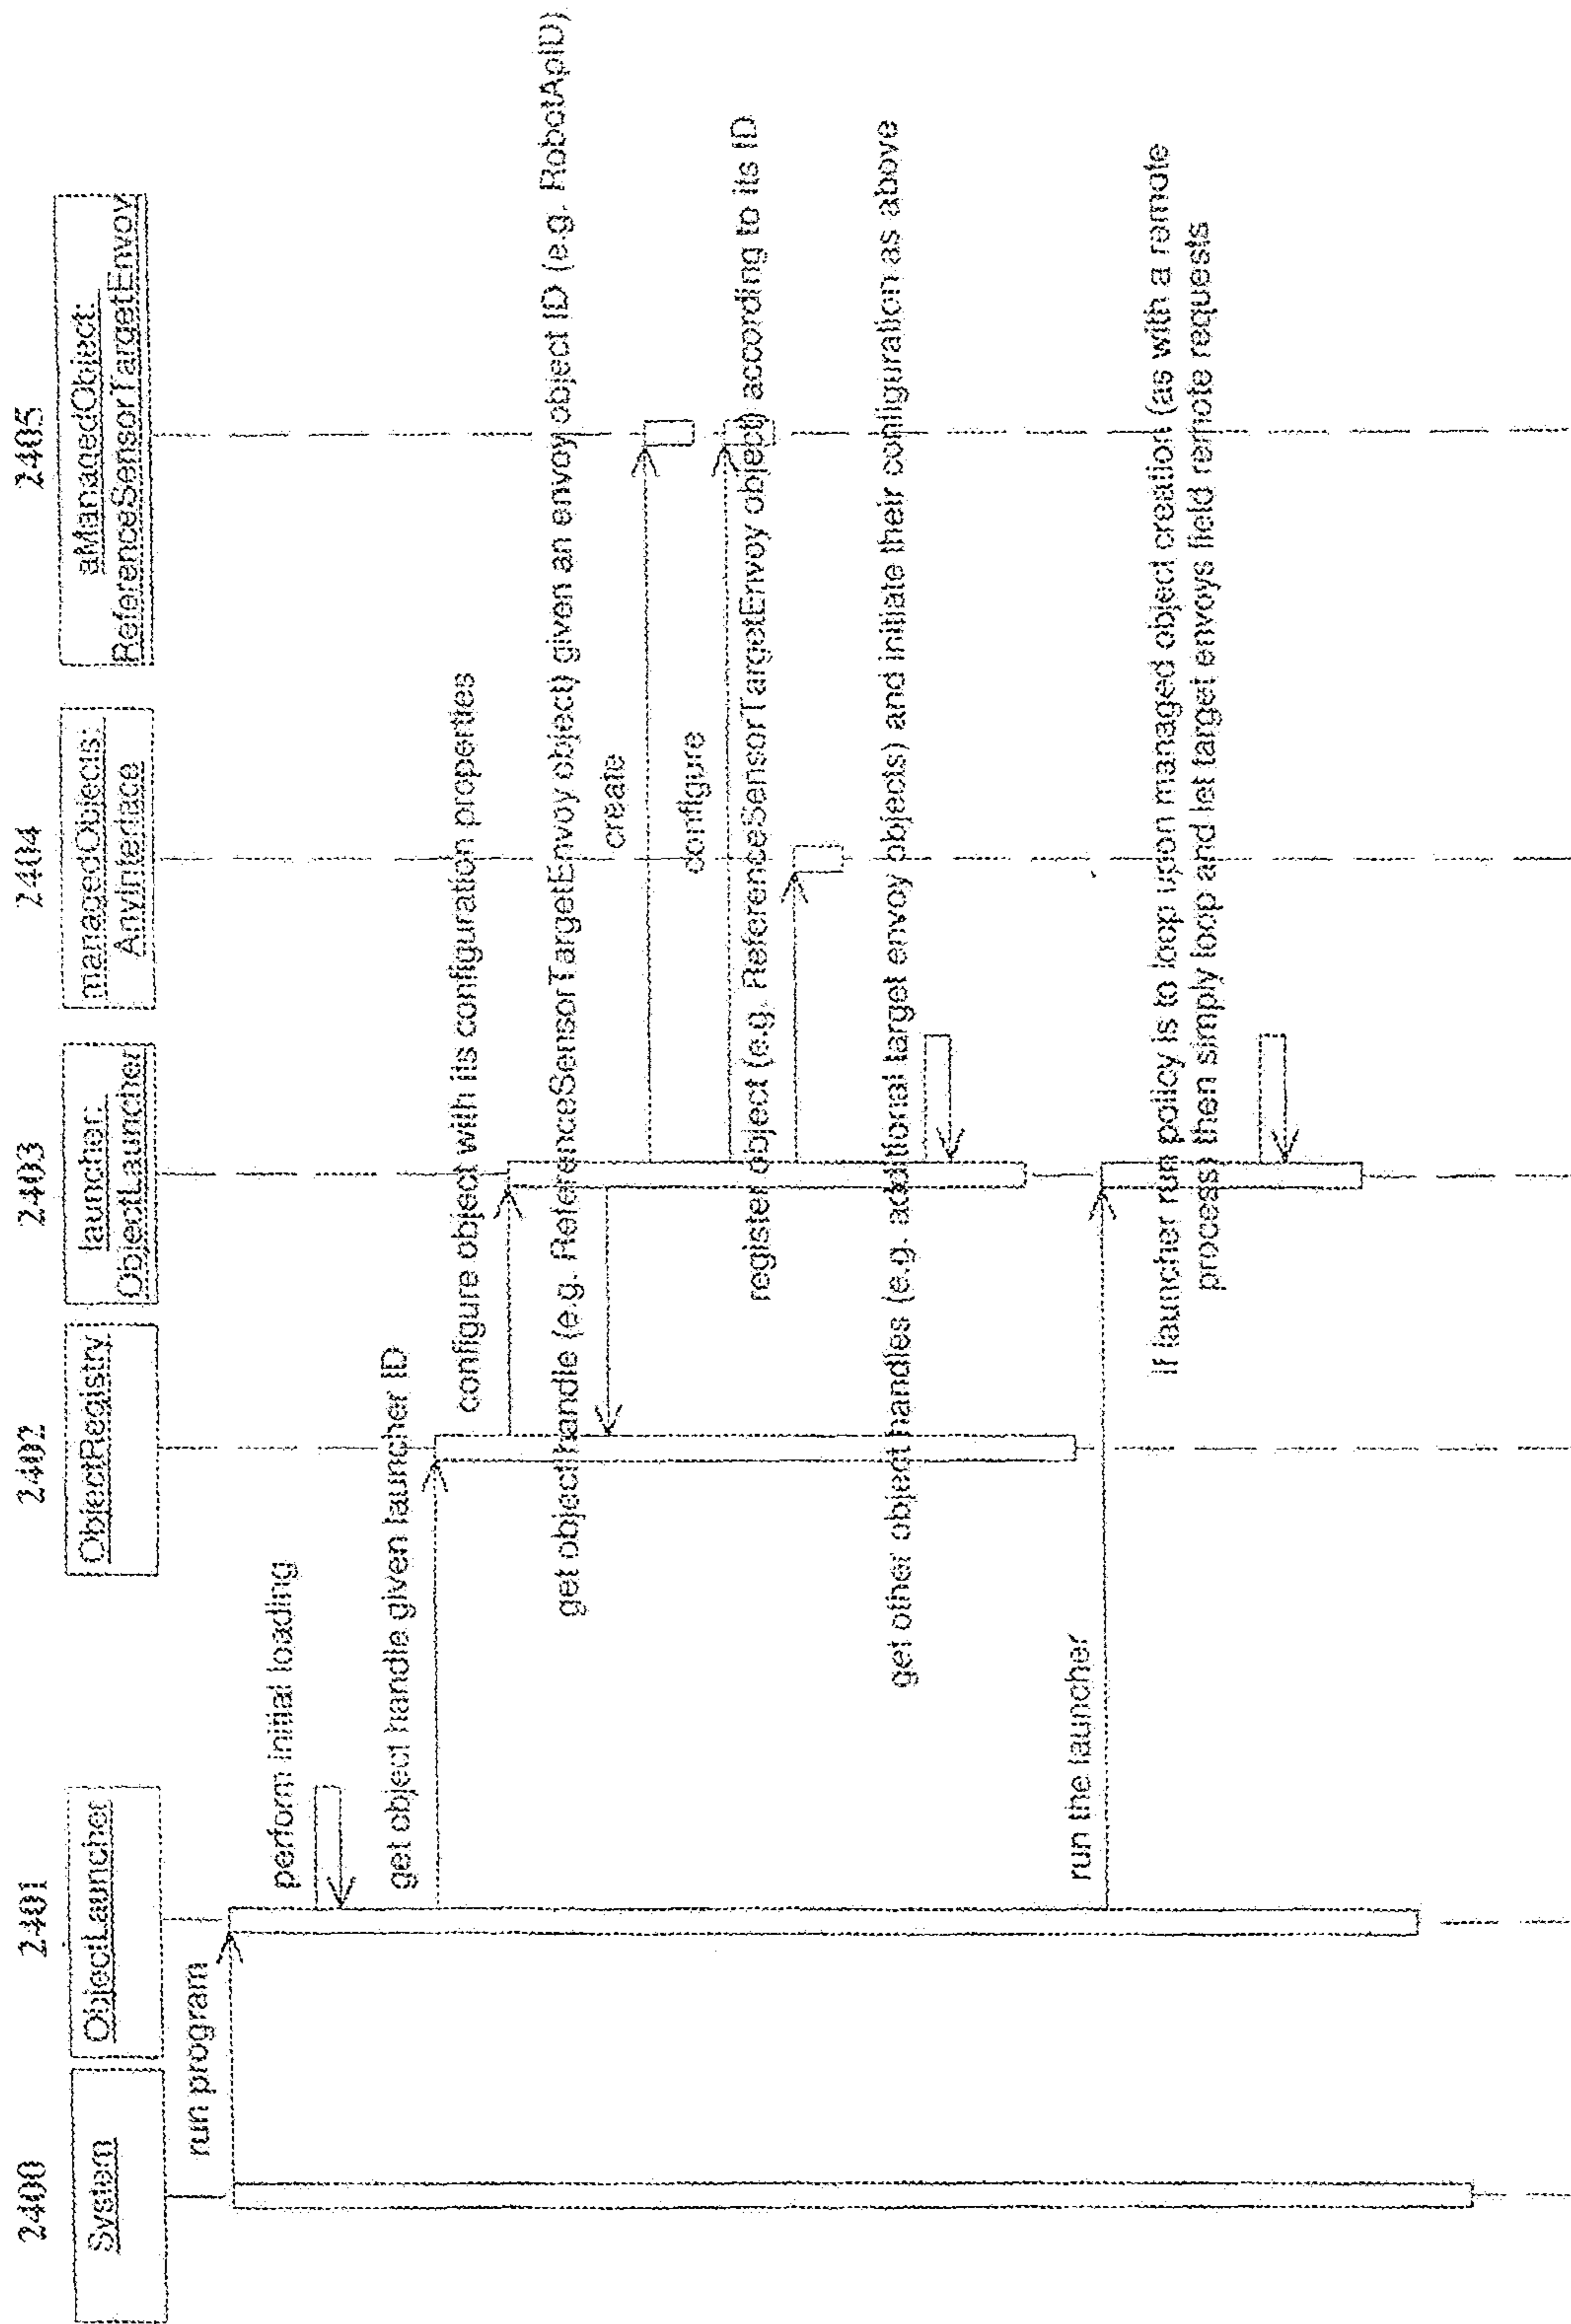 2400
2401
2402
2403
2404
2405
System
ObjectLauncher
ObjectRegistry
launcher:
ObjectLauncher
managedObjects:
AnyInterface
aManagedObject:
ReferenceSensorTargetEnvoy
run program
perform initial loading
get object handle given launcher ID
configure object with its configuration properties
get object handle (e.g. ReferenceSensorTargetEnvoy object) given an envoy object ID (e.g. RobotApiID)
create
configure
register object (e.g. ReferenceSensorTargetEnvoy object) according to its ID
get other object handles (e.g. additional target envoy objects) and initiate their configuration as above
run the launcher
If launcher run policy is to loop upon managed object creation (as with a remote
process) then simply loop and let target envoys field remote requests